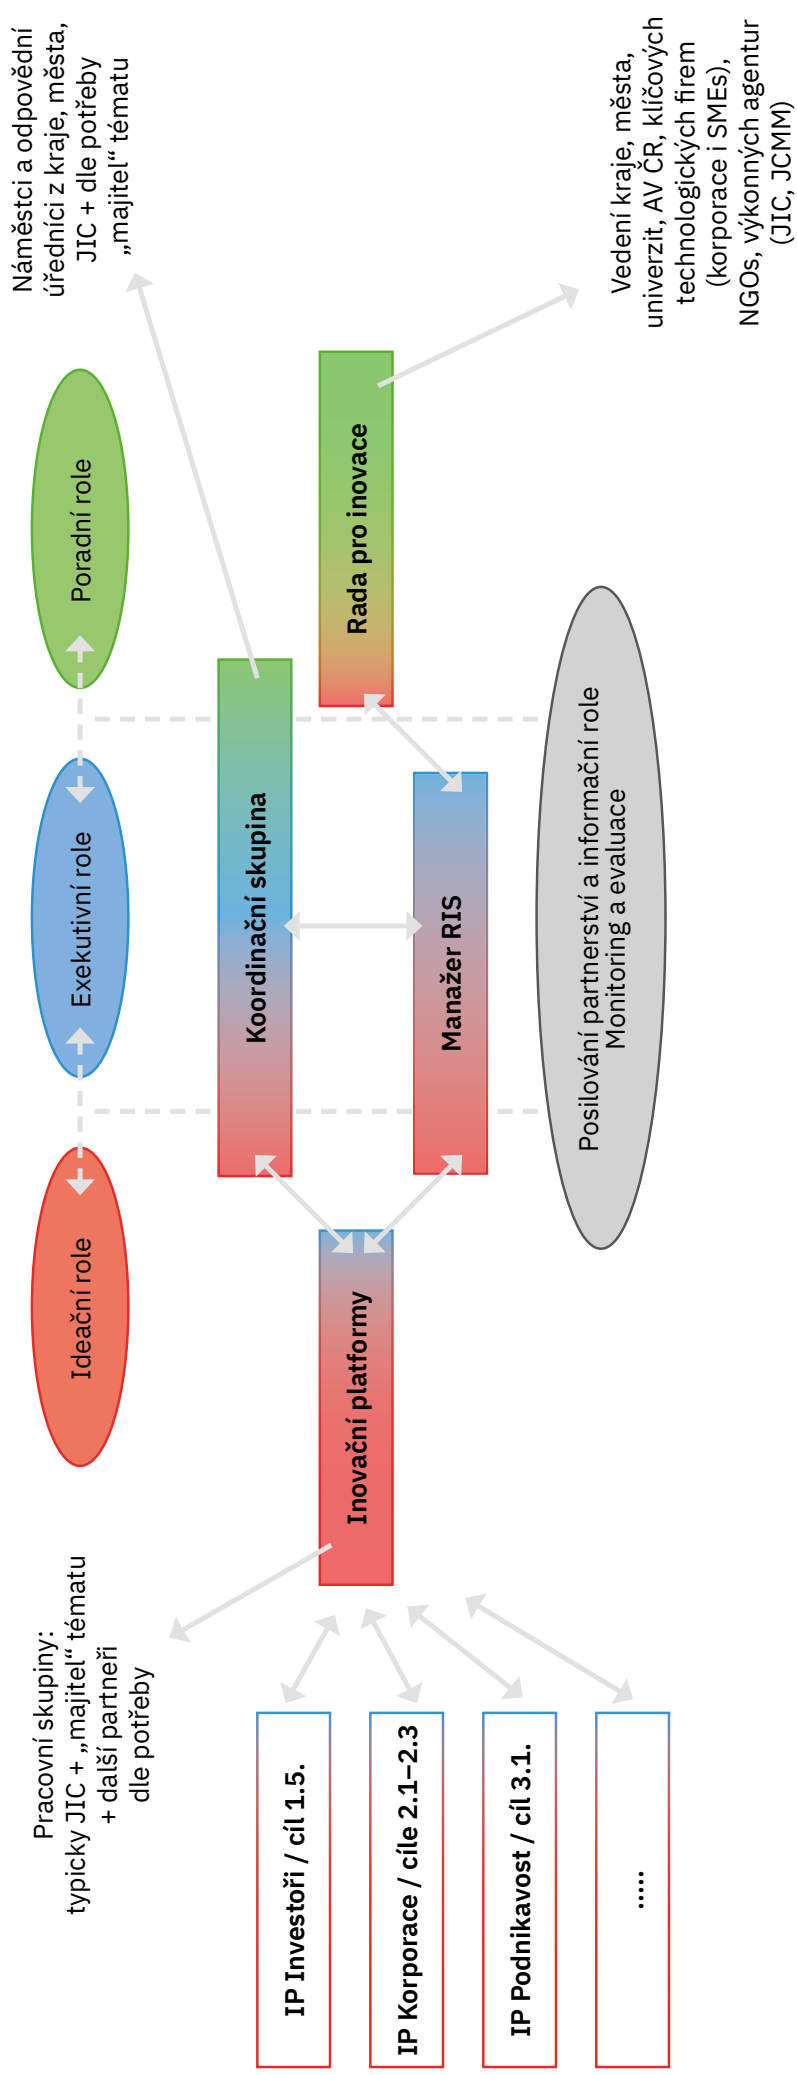 Pracovní skupiny:
typicky JIC + „majitel“ tématu
+ další partneři
dle potřeby
Ideační role
Exekutivní role
Poradní role
Náměstci a odpovědní
úředníci z kraje, města,
JIC + dle potřeby
„majitel“ tématu
Koordinační skupina
Inovační platformy
Rada pro inovace
Manažer RIS
IP Investoři / cíl 1.5.
IP Korporace / cíle 2.1–2.3
IP Podnikavost / cíl 3.1.
.....
Posilování partnerství a informační role
Monitoring a evaluace
Vedení kraje, města,
univerzit, AV ČR, klíčových
technologických firem
(korporace i SMEs),
NGOs, výkonných agentur
(JIC, JCMM)